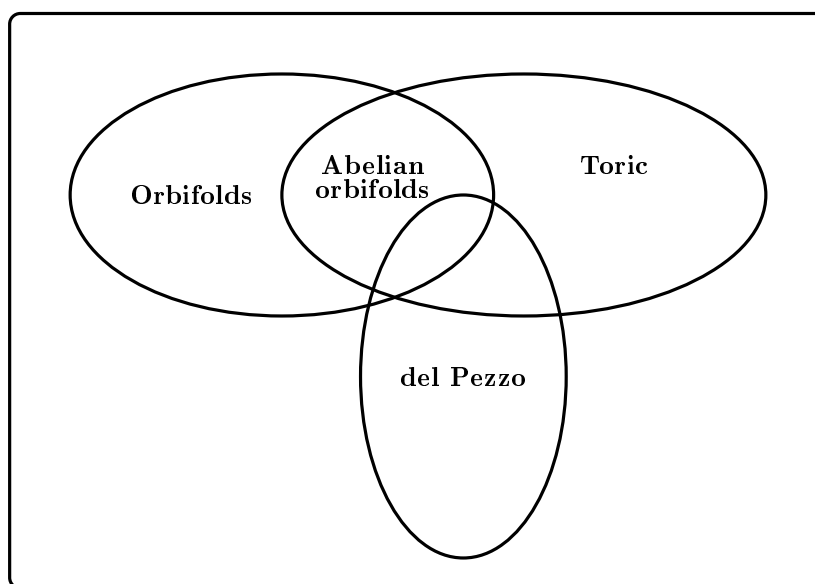 Abelian
orbifolds
Toric
Orbifolds
del Pezzo